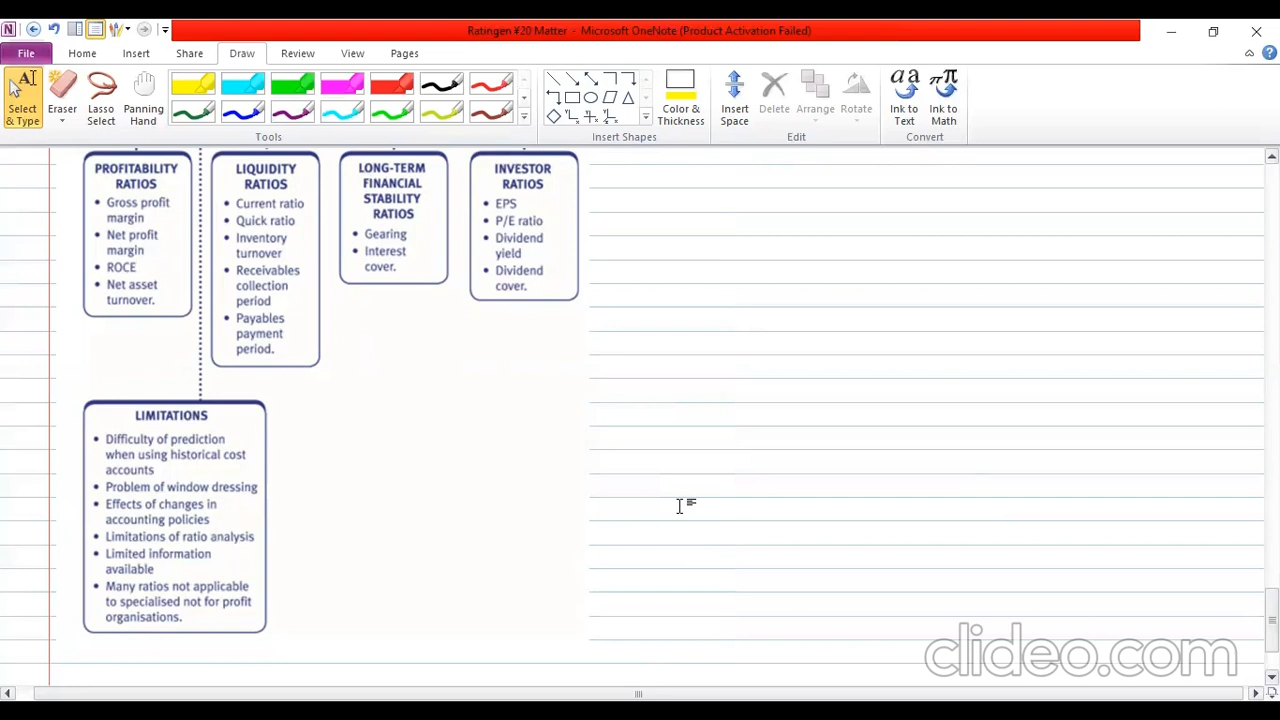 Ratingen ¥20 Matter - Microsoft OneNote (Product Activation Failed)
File Home Insert Share Draw Review View Pages
Select & Type
Eraser
Lasso Select
Panning Hand
Color & Thickness
Insert Space
Delete
Arrange
Rotate
Ink to Text
Ink to Math
Tools
Insert Shapes
Edit
Convert
PROFITABILITY
RATIOS
• Gross profit
margin
• Net profit
margin
• ROCE
• Net asset
turnover.
LIQUIDITY
RATIOS
• Current ratio
• Quick ratio
• Inventory
turnover
• Receivables
collection
period
• Payables
payment
period.
LONG-TERM
FINANCIAL
STABILITY
RATIOS
• Gearing
• Interest
cover.
INVESTOR
RATIOS
• EPS
• P/E ratio
• Dividend
yield
• Dividend
cover.
LIMITATIONS
• Difficulty of prediction
when using historical cost
accounts
• Problem of window dressing
• Effects of changes in
accounting policies
• Limitations of ratio analysis
• Limited information
available
• Many ratios not applicable
to specialised not for profit
organisations.
clideo.com